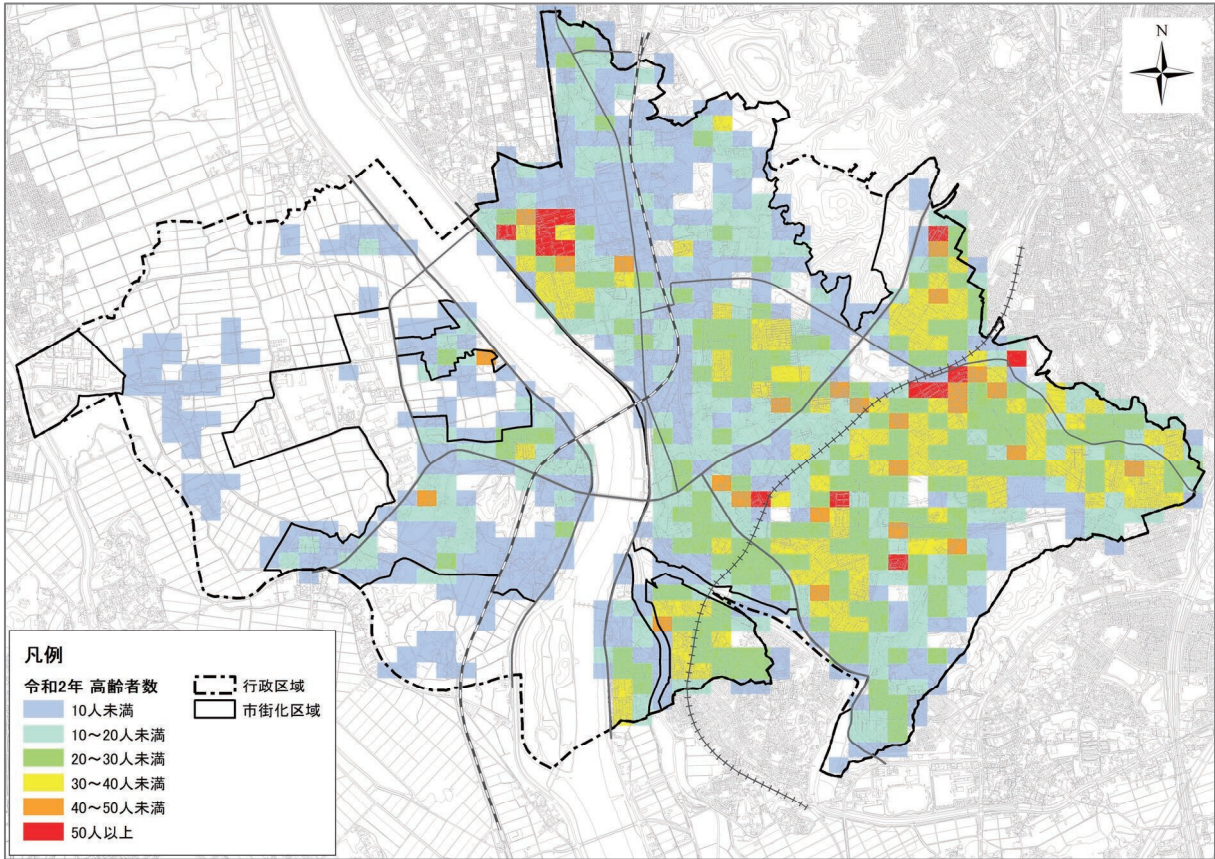 N
凡例
令和2年 高齢者数
10人未満
10～20人未満
20～30人未満
30～40人未満
40～50人未満
50人以上
行政区域
市街化区域